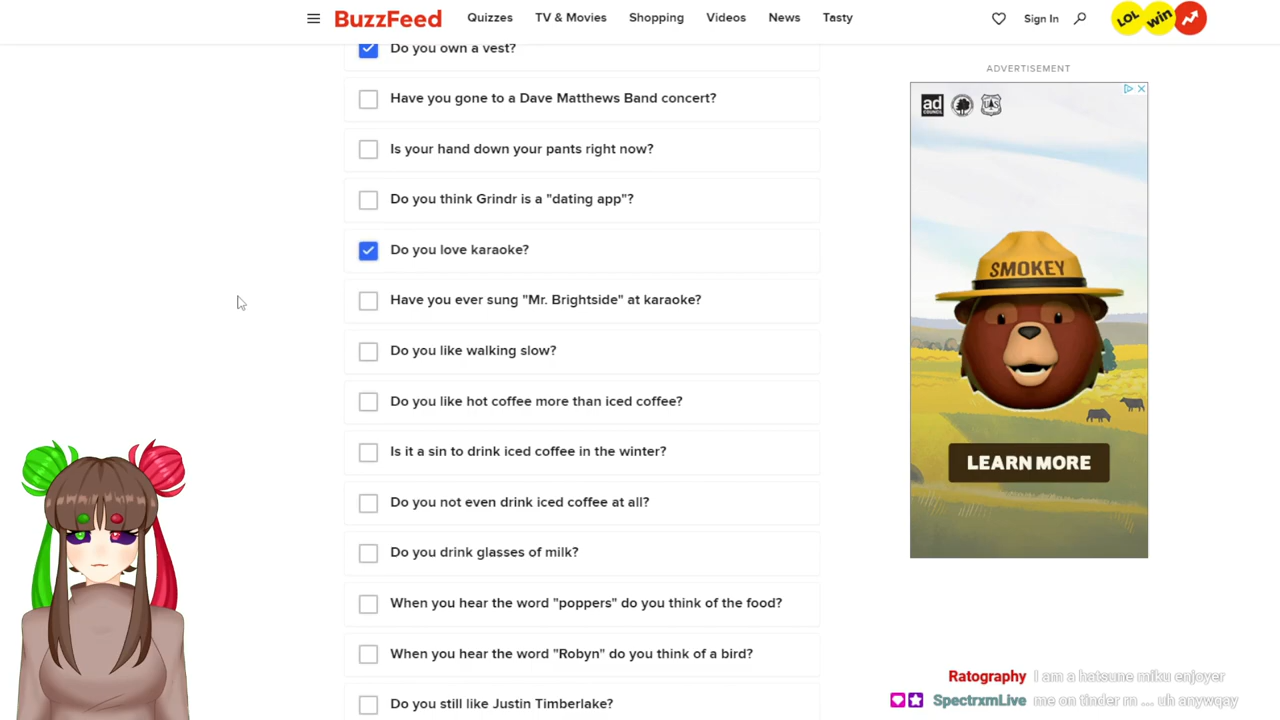 BuzzFeed Quizzes TV & Movies Shopping Videos News Tasty Sign In LOL win
Do you own a vest?
Have you gone to a Dave Matthews Band concert?
Is your hand down your pants right now?
Do you think Grindr is a "dating app"?
Do you love karaoke?
Have you ever sung "Mr. Brightside" at karaoke?
Do you like walking slow?
Do you like hot coffee more than iced coffee?
Is it a sin to drink iced coffee in the winter?
Do you not even drink iced coffee at all?
Do you drink glasses of milk?
When you hear the word "poppers" do you think of the food?
When you hear the word "Robyn" do you think of a bird?
Do you still like Justin Timberlake?
ADVERTISEMENT
ad
COUNCIL
UAS
SMOKEY
LEARN MORE
Ratography I am a hatsune miku enjoyer
SpectrxmLive me on tinder rn ... uh anywqay